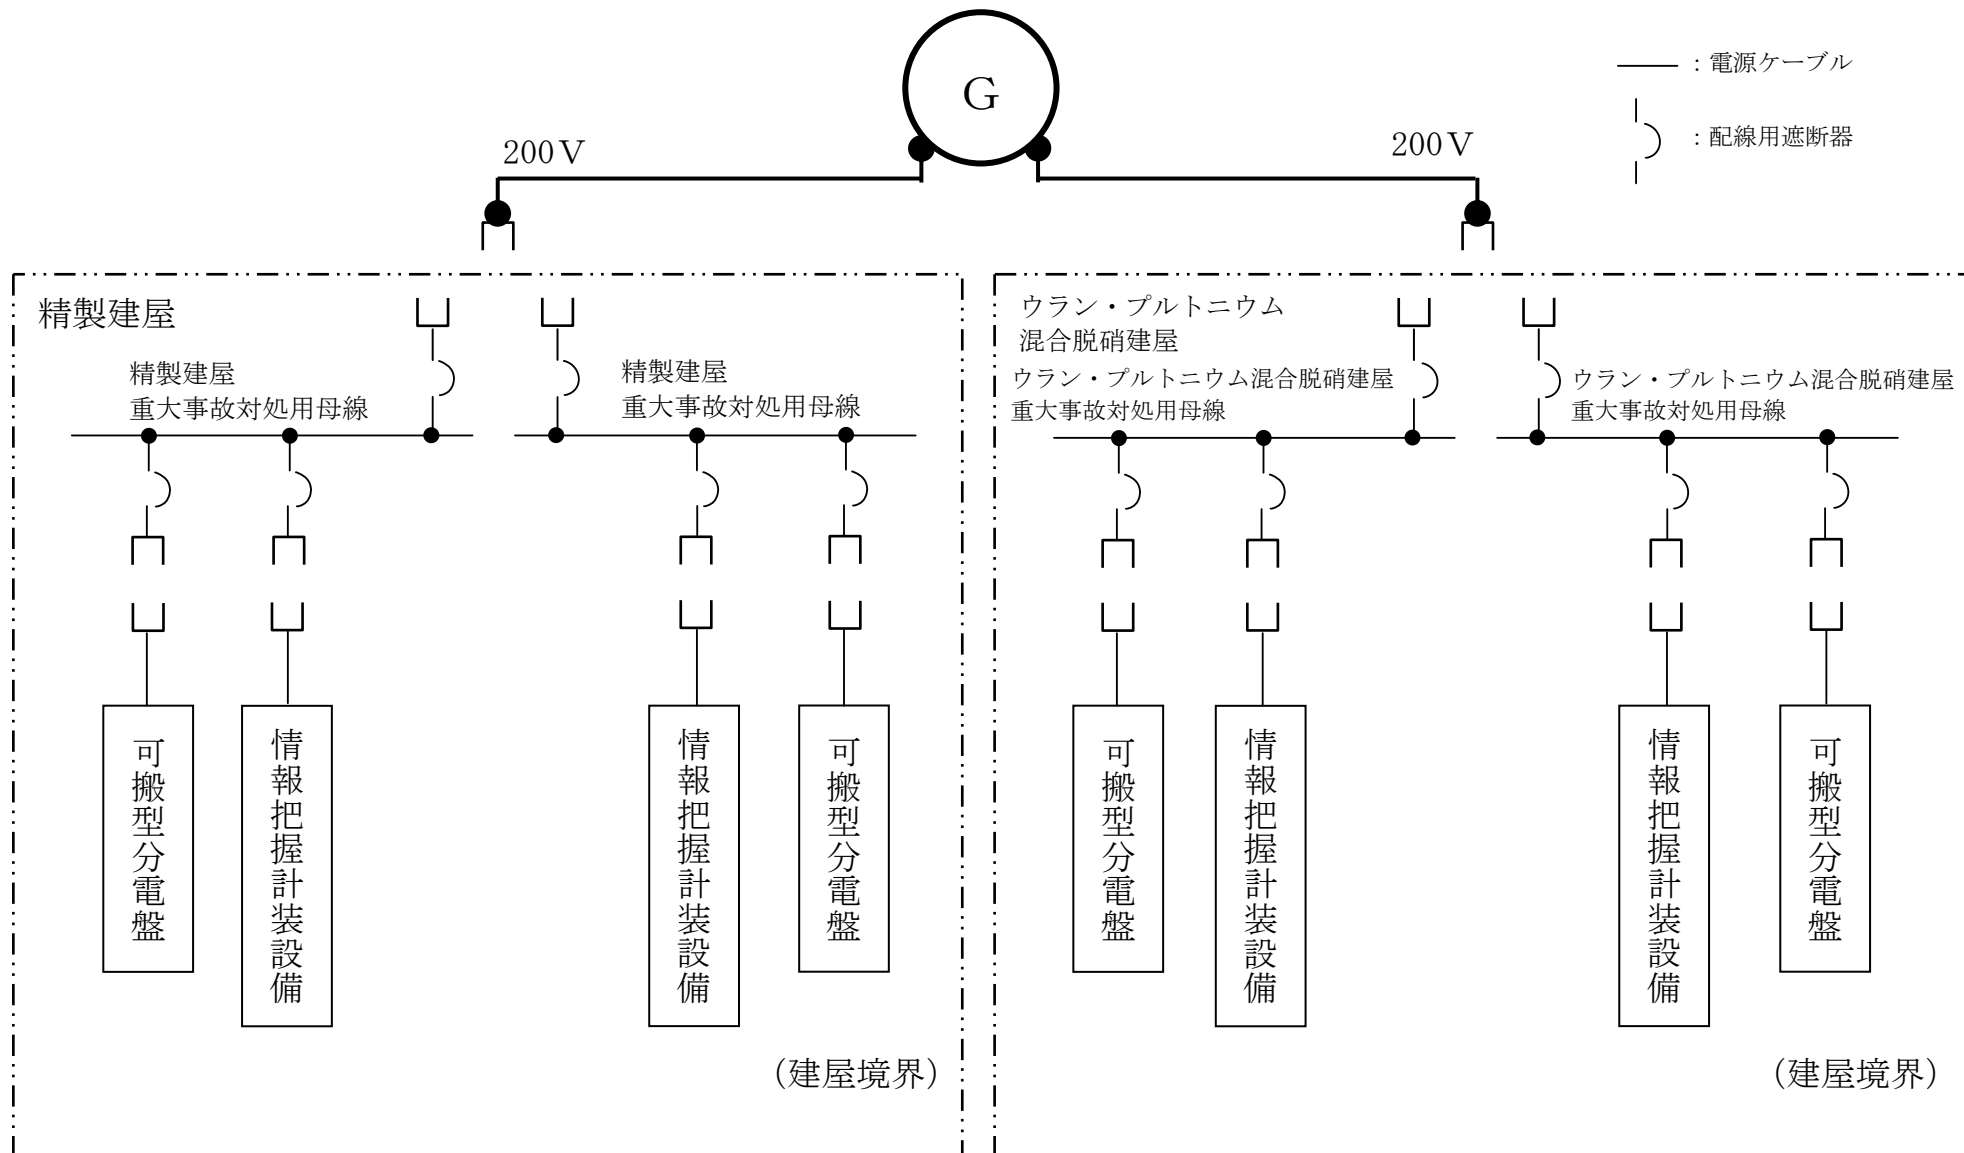 G
：電源ケーブル
：配線用遮断器
200V
200V
精製建屋
精製建屋
重大事故対処用母線
精製建屋
重大事故対処用母線
可搬型分電盤
情報把握計装設備
情報把握計装設備
可搬型分電盤
（建屋境界）
ウラン・プルトニウム
混合脱硝建屋
ウラン・プルトニウム混合脱硝建屋
重大事故対処用母線
ウラン・プルトニウム混合脱硝建屋
重大事故対処用母線
可搬型分電盤
情報把握計装設備
情報把握計装設備
可搬型分電盤
（建屋境界）